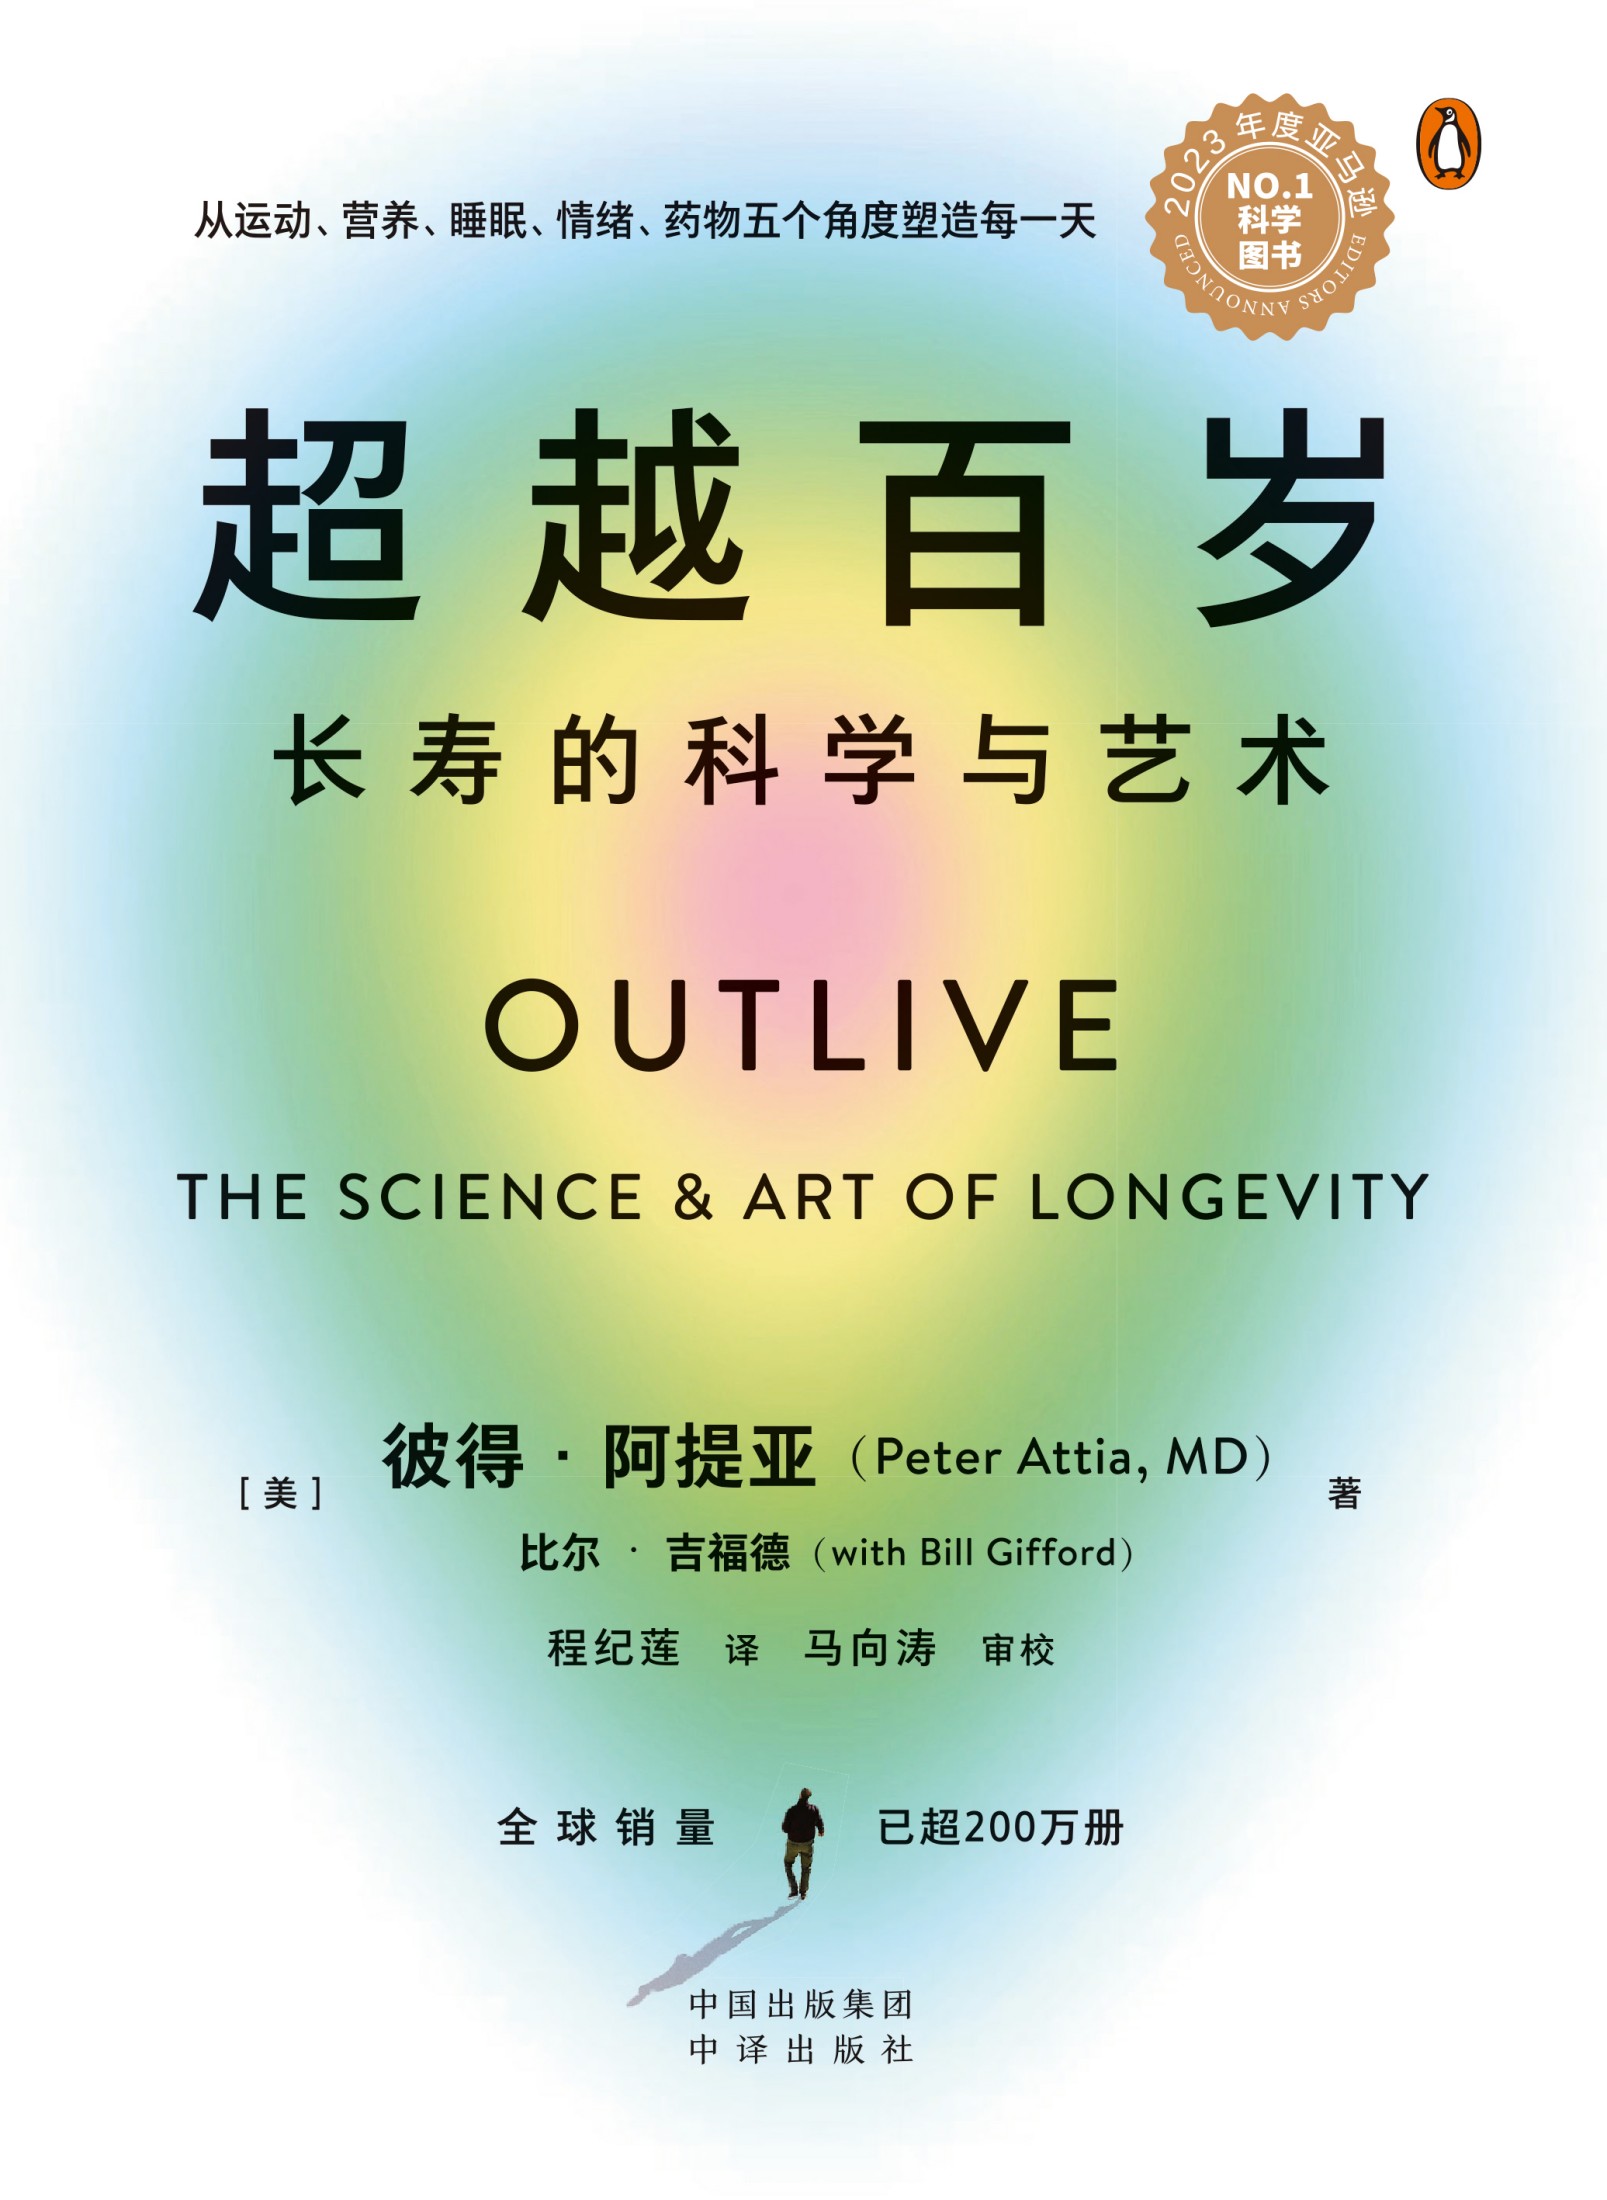 从运动、营养、睡眠、情绪、药物五个角度塑造每一天
2023年度亚马逊
NO.1
科学
图书
EDITORS ANNOUNCED
超越百岁
长寿的科学与艺术
OUTLIVE
THE SCIENCE & ART OF LONGEVITY
[美] 彼得·阿提亚（Peter Attia, MD） 著
比尔·吉福德（with Bill Gifford）
程纪莲 译 马向涛 审校
全球销量 已超200万册
中国出版集团
中译出版社